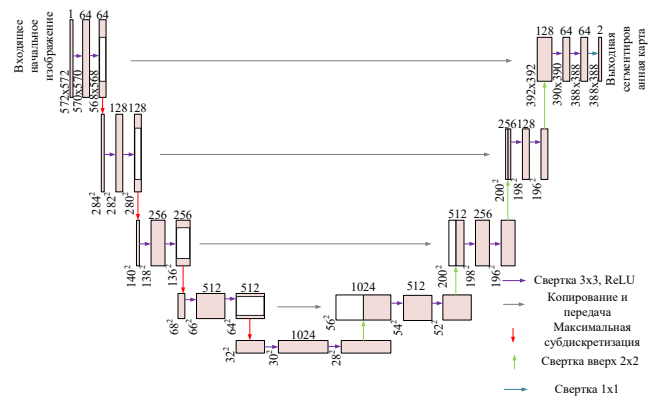 Входящее
начальное
изображение
1
64
64
572x572
570x570
568x568
128
64
64
2
392x392
390x390
388x388
388x388
Выходная
сегментиров
анная карта
128
128
284²
282²
280²
256
128
200²
198²
196²
256
256
140²
138²
136²
512
256
200²
198²
196²
512
512
68²
66²
64²
1024
512
56²
54²
52²
1024
32²
30²
28²
Свертка 3x3, ReLU
Копирование и
передача
Максимальная
субдискретизация
Свертка вверх 2x2
Свертка 1x1